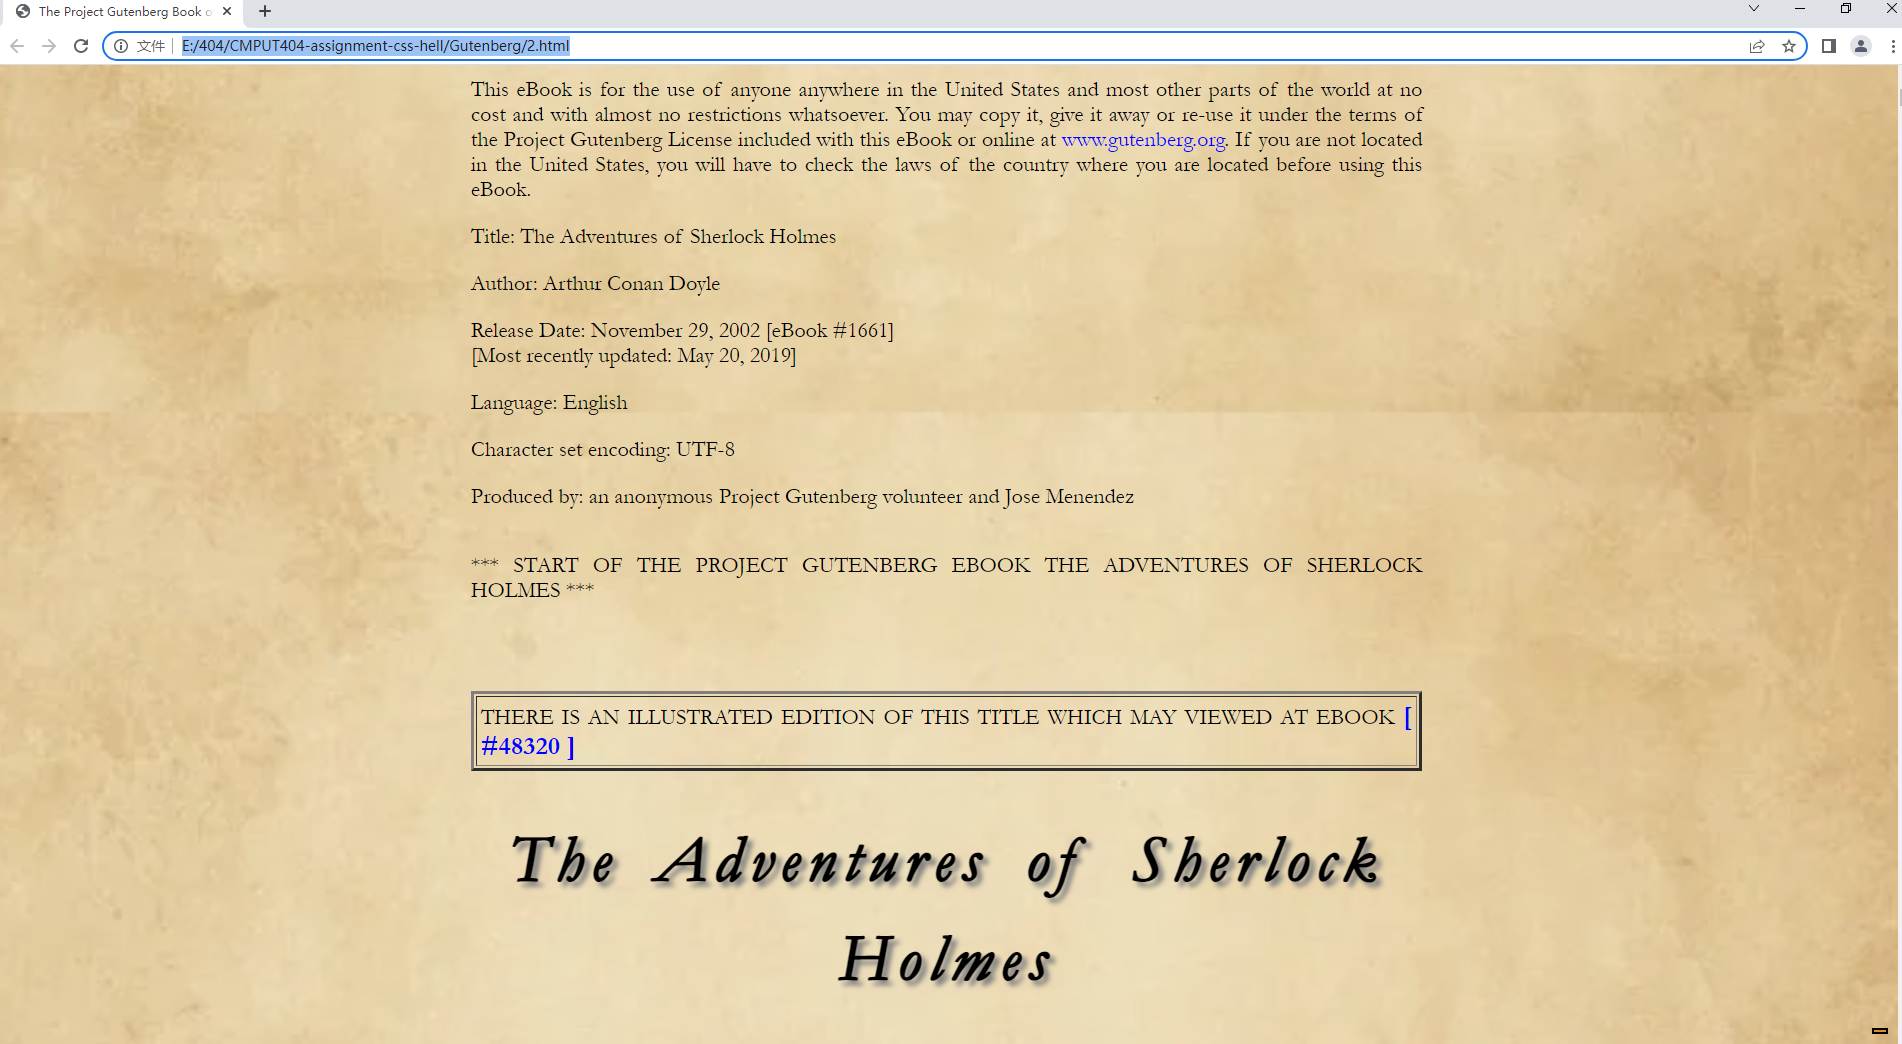 The Project Gutenberg Book o
文件
E:/404/CMPUT404-assignment-css-hell/Gutenberg/2.html
This eBook is for the use of anyone anywhere in the United States and most other parts of the world at no
cost and with almost no restrictions whatsoever. You may copy it, give it away or re-use it under the terms of
the Project Gutenberg License included with this eBook or online at www.gutenberg.org. If you are not located
in the United States, you will have to check the laws of the country where you are located before using this
eBook.
Title: The Adventures of Sherlock Holmes
Author: Arthur Conan Doyle
Release Date: November 29, 2002 [eBook #1661]
[Most recently updated: May 20, 2019]
Language: English
Character set encoding: UTF-8
Produced by: an anonymous Project Gutenberg volunteer and Jose Menendez
*** START OF THE PROJECT GUTENBERG EBOOK THE ADVENTURES OF SHERLOCK
HOLMES ***
THERE IS AN ILLUSTRATED EDITION OF THIS TITLE WHICH MAY VIEWED AT EBOOK [
#48320 ]
The Adventures of Sherlock
Holmes